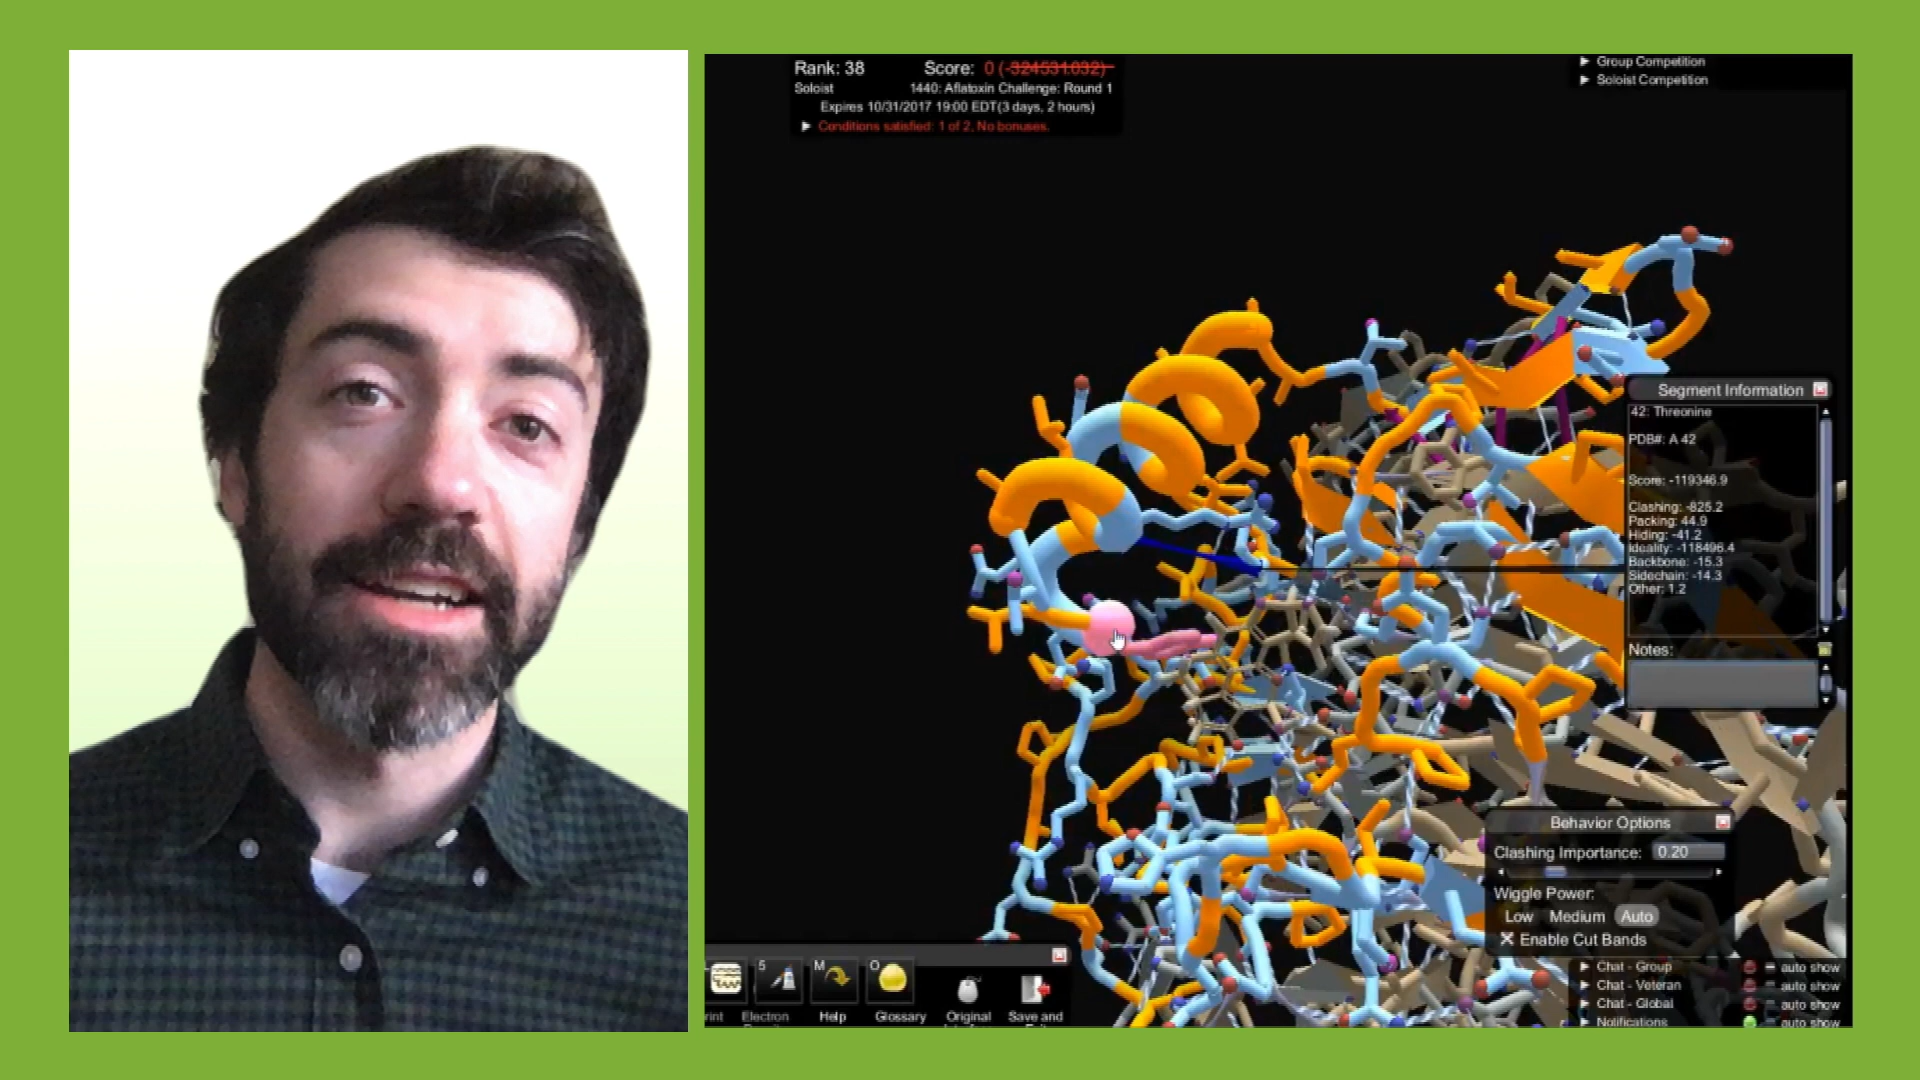 Rank: 38 Score: 0 (-324531032)
Soloist 1440: Aflatoxin Challenge: Round 1
Expires 10/31/2017 19:00 EDT(3 days, 2 hours)
Conditions satisfied: 1 of 2, No bonuses.
Group Competition
Soloist Competition
Segment Information
42: Threonine
PDB#: A 42
Score: -119346.9
Clashing: -825.2
Packing: 44.9
Hiding: -41.2
Ideality: -118496.4
Backbone: -15.3
Sidechain: -14.3
Other: 1.2
Notes:
Behavior Options
Clashing Importance: 0.20
Wiggle Power:
Low Medium Auto
Enable Cut Bands
5 M O
Electron Help Glossary Original Save and
Chat - Group auto show
Chat - Veteran auto show
Chat - Global auto show
Notifications auto show